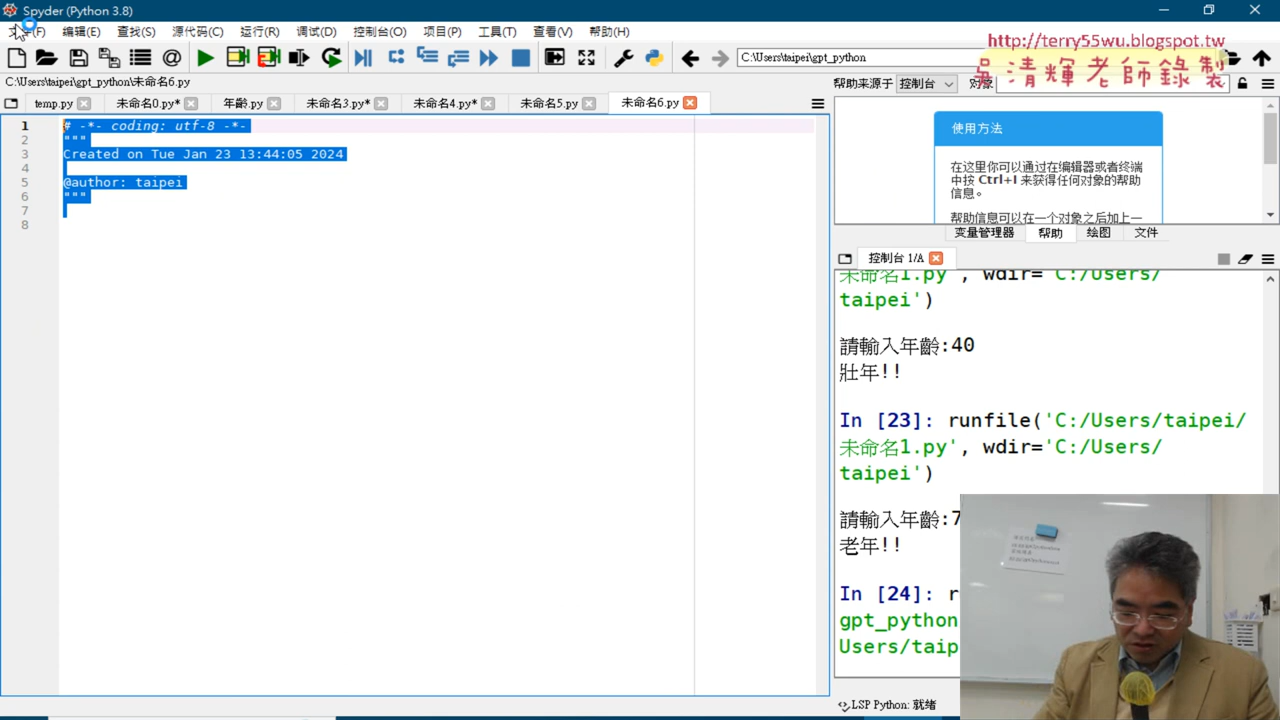 Spyder (Python 3.8)
文件(F) 编辑(E) 查找(S) 源代码(C) 运行(R) 调试(D) 控制台(O) 项目(P) 工具(T) 查看(V) 帮助(H)
http://terry55wu.blogspot.tw
C:\Users\taipei\gpt_python
吳清輝老師錄製
C:\Users\taipei\gpt_python\未命名6.py
帮助来源于 控制台 对象
temp.py 未命名0.py* 年齡.py 未命名3.py* 未命名4.py* 未命名5.py 未命名6.py
1 # -*- coding: utf-8 -*-
2 """
3 Created on Tue Jan 23 13:44:05 2024
4
5 @author: taipei
6 """
7
8
使用方法
在这里你可以通过在编辑器或者终端
中按 Ctrl+I 来获得任何对象的帮助
信息。
帮助信息可以在一个对象之后加上一
变量管理器 帮助 绘图 文件
控制台 1/A
未命名1.py', wdir='C:/Users/
taipei')
請輸入年齡:40
壯年!!
In [23]: runfile('C:/Users/taipei/
未命名1.py', wdir='C:/Users/
taipei')
請輸入年齡:7
老年!!
In [24]: r
gpt_python
Users/taip
LSP Python: 就绪